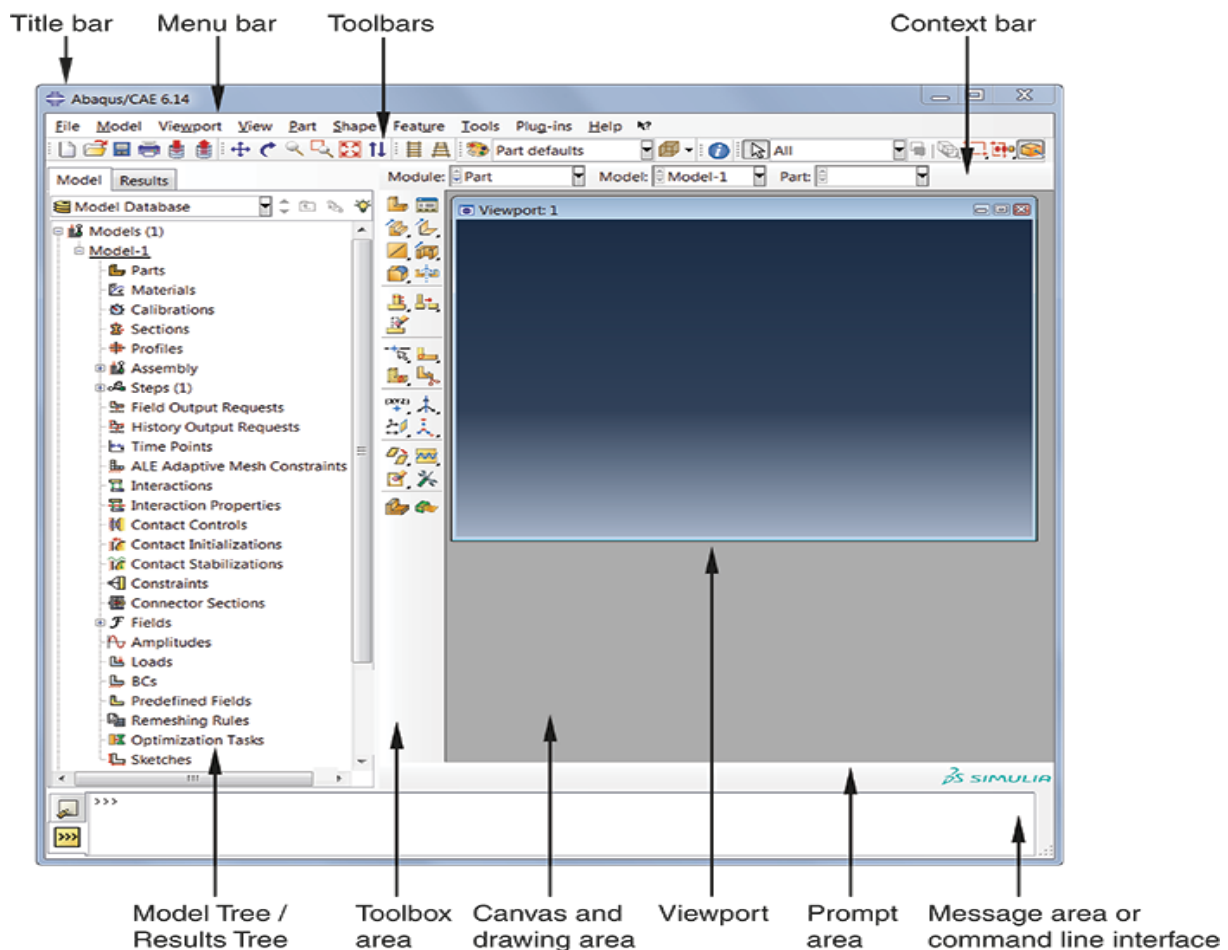 Title bar
Menu bar
Toolbars
Context bar
Abaqus/CAE 6.14
File Model Viewport View Part Shape Feature Tools Plug-ins Help
Part defaults
All
Model Results
Module: Part Model: Model-1 Part:
Model Database
Viewport: 1
Models (1)
Model-1
Parts
Materials
Calibrations
Sections
Profiles
Assembly
Steps (1)
Field Output Requests
History Output Requests
Time Points
ALE Adaptive Mesh Constraints
Interactions
Interaction Properties
Contact Controls
Contact Initializations
Contact Stabilizations
Constraints
Connector Sections
Fields
Amplitudes
Loads
BCs
Predefined Fields
Remeshing Rules
Optimization Tasks
Sketches
(XYZ)
SIMULIA
>>>
>>>
Model Tree /
Results Tree
Toolbox
area
Canvas and
drawing area
Viewport
Prompt
area
Message area or
command line interface